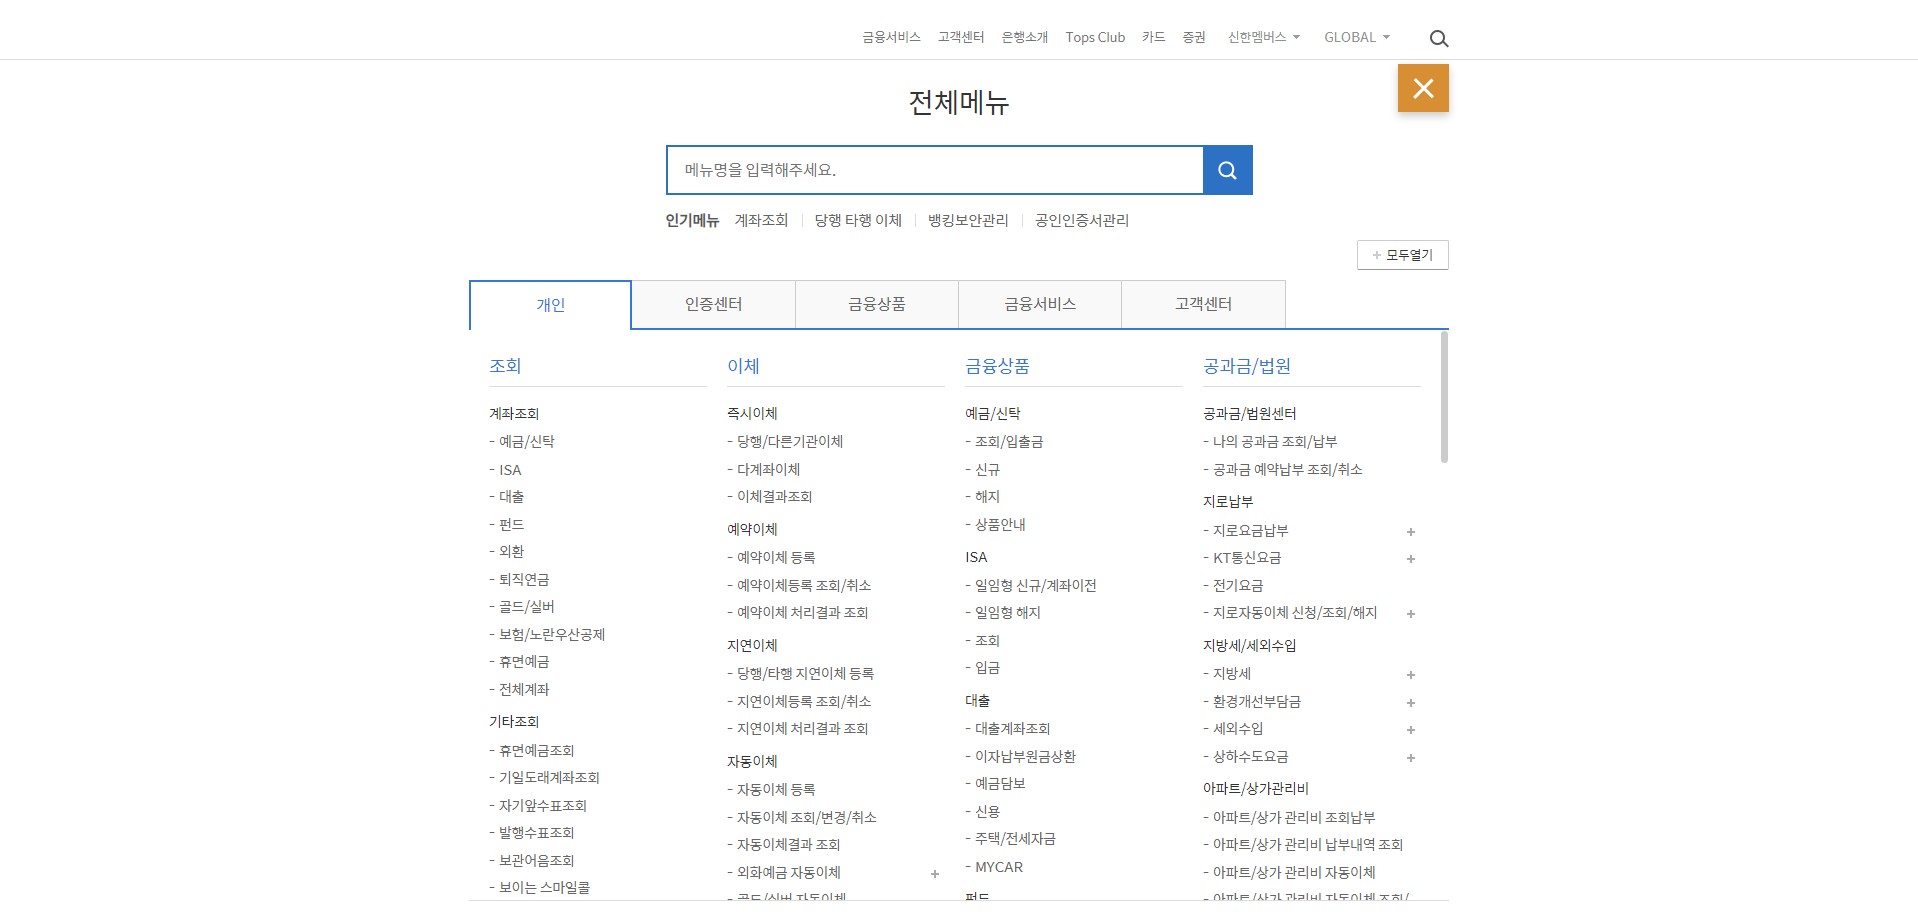 금융서비스 고객센터 은행소개 Tops Club 카드 증권 신한멤버스 GLOBAL
전체메뉴
메뉴명을 입력해주세요.
인기메뉴 계좌조회 당행 타행 이체 뱅킹보안관리 공인인증서관리
+ 모두열기
개인 인증센터 금융상품 금융서비스 고객센터
조회
계좌조회
- 예금/신탁
- ISA
- 대출
- 펀드
- 외환
- 퇴직연금
- 골드/실버
- 보험/노란우산공제
- 휴면예금
- 전체계좌
기타조회
- 휴면예금조회
- 기일도래계좌조회
- 자기앞수표조회
- 발행수표조회
- 보관어음조회
- 보이는 스마일콜
이체
즉시이체
- 당행/다른기관이체
- 다계좌이체
- 이체결과조회
예약이체
- 예약이체 등록
- 예약이체등록 조회/취소
- 예약이체 처리결과 조회
지연이체
- 당행/타행 지연이체 등록
- 지연이체등록 조회/취소
- 지연이체 처리결과 조회
자동이체
- 자동이체 등록
- 자동이체 조회/변경/취소
- 자동이체결과 조회
- 외화예금 자동이체 +
- 골드/실버 자동이체
금융상품
예금/신탁
- 조회/입출금
- 신규
- 해지
- 상품안내
ISA
- 일임형 신규/계좌이전
- 일임형 해지
- 조회
- 입금
대출
- 대출계좌조회
- 이자납부원금상환
- 예금담보
- 신용
- 주택/전세자금
- MYCAR
펀드
공과금/법원
공과금/법원센터
- 나의 공과금 조회/납부
- 공과금 예약납부 조회/취소
지로납부
- 지로요금납부 +
- KT통신요금 +
- 전기요금
- 지로자동이체 신청/조회/해지 +
지방세/세외수입
- 지방세 +
- 환경개선부담금 +
- 세외수입 +
- 상하수도요금 +
아파트/상가관리비
- 아파트/상가 관리비 조회납부
- 아파트/상가 관리비 납부내역 조회
- 아파트/상가 관리비 자동이체
- 아파트/상가 관리비 자동이체 조회/